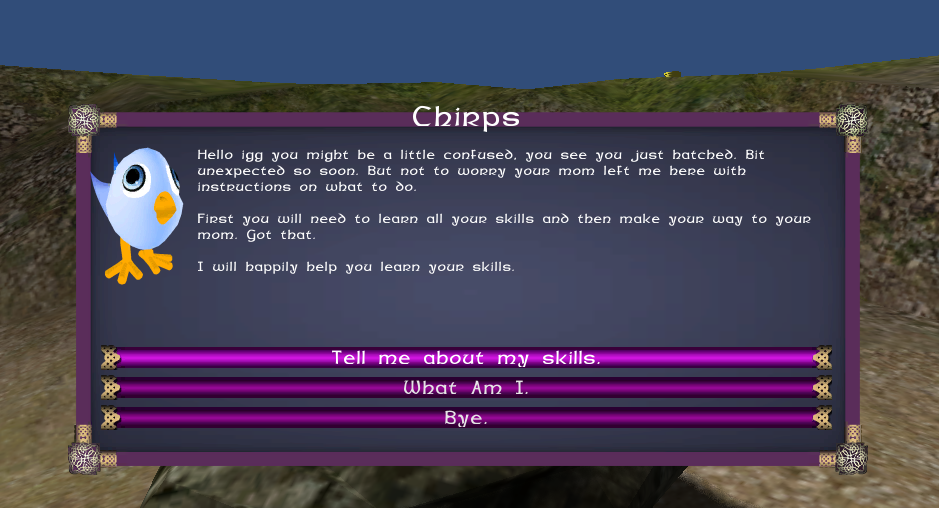 Chirps
Hello igg you might be a little confused, you see you just hatched. Bit
unexpected so soon. But not to worry your mom left me here with
instructions on what to do.
First you will need to learn all your skills and then make your way to your
mom. Got that.
I will happily help you learn your skills.
Tell me about my skills.
What Am I.
Bye.